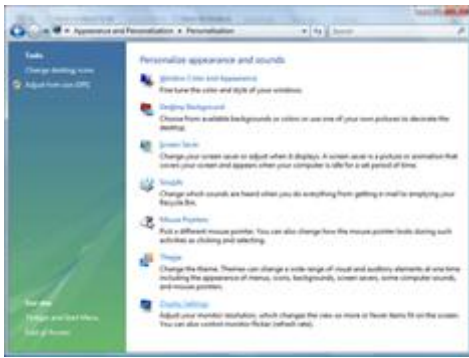 Appearance and Personalization ▸ Personalization
Tasks
Change desktop icons
Adjust font size (DPI)
Personalize appearance and sounds
Window Color and Appearance
Fine tune the color and style of your windows.
Desktop Background
Choose from available backgrounds or colors or use one of your own pictures to decorate the
desktop.
Screen Saver
Change your screen saver or adjust when it displays. A screen saver is a picture or animation that
covers your screen and appears when your computer is idle for a set period of time.
Sounds
Change which sounds are heard when you do everything from getting e-mail to emptying your
Recycle Bin.
Mouse Pointers
Pick a different mouse pointer. You can also change how the mouse pointer looks during such
activities as clicking and selecting.
Theme
Change the theme. Themes can change a wide range of visual and auditory elements at one time
including the appearance of menus, icons, backgrounds, screen savers, some computer sounds,
and mouse pointers.
Display Settings
Adjust your monitor resolution, which changes the view so more or fewer items fit on the screen.
You can also control monitor flicker (refresh rate).
See also
Taskbar and Start Menu
Ease of Access